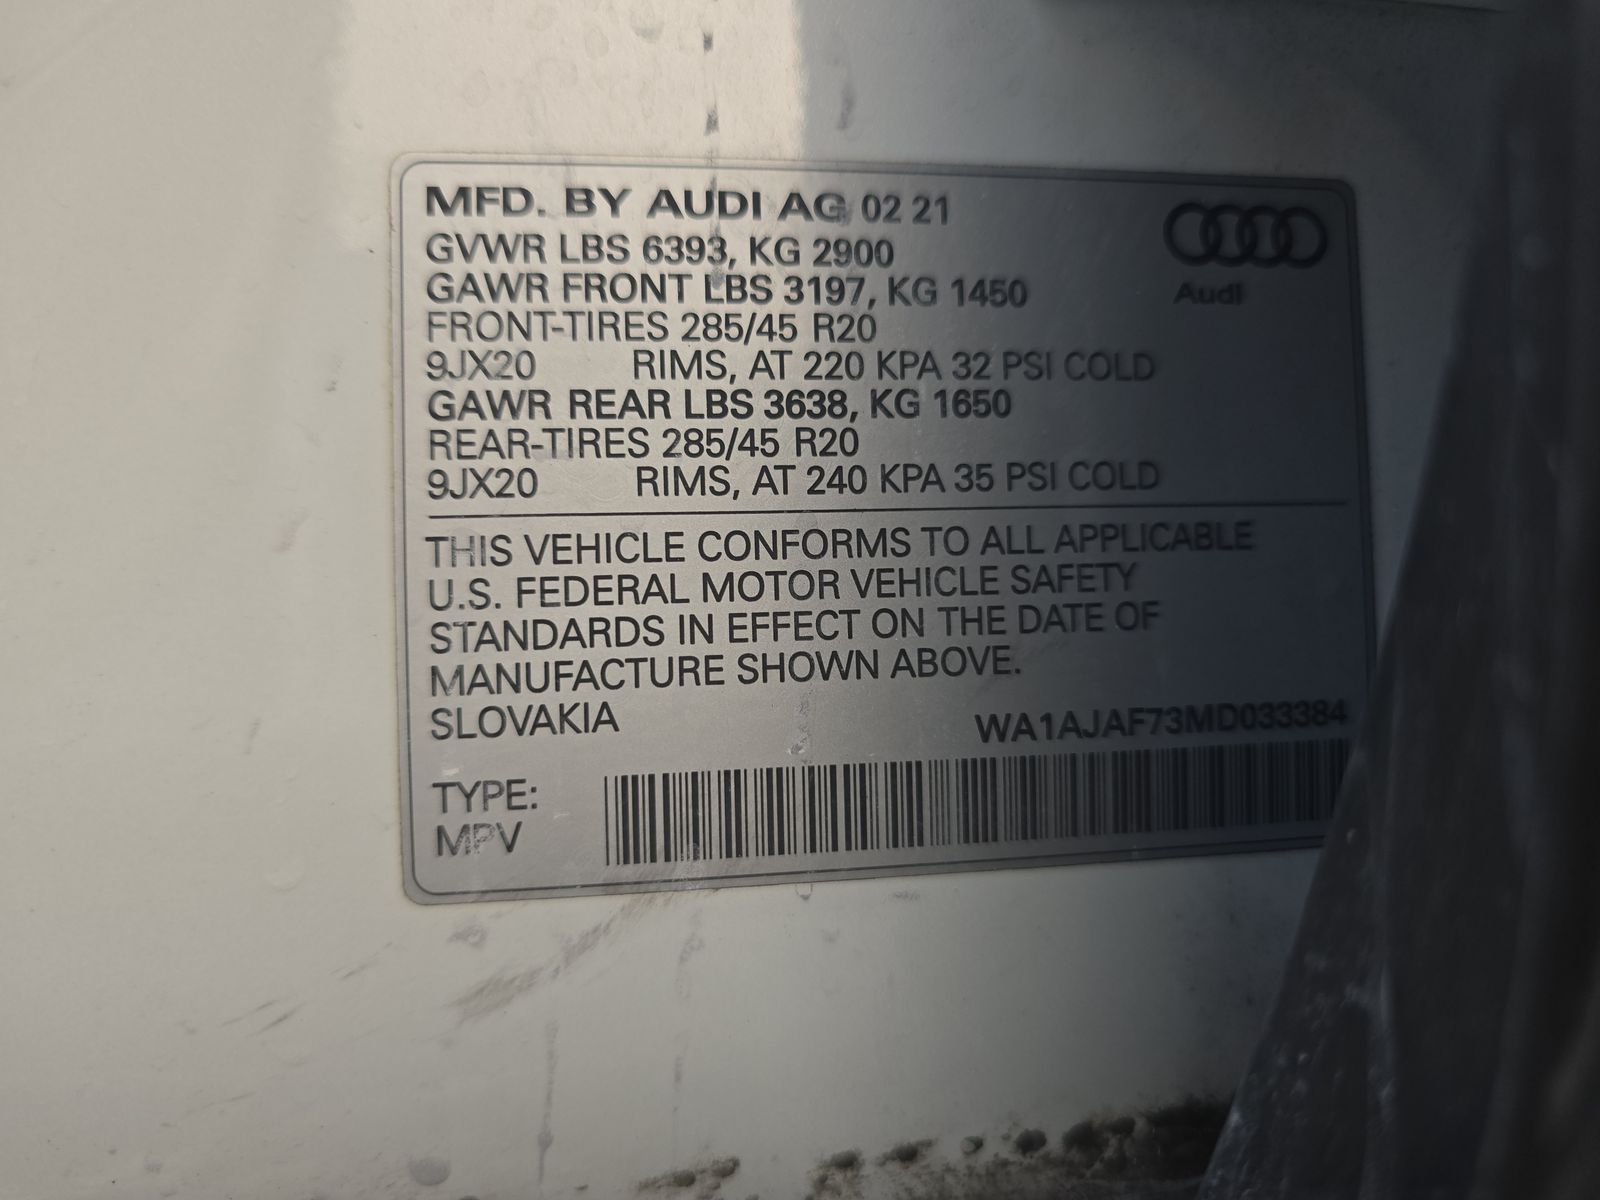 MFD. BY AUDI AG 02 21
GVWR LBS 6393, KG 2900
GAWR FRONT LBS 3197, KG 1450
FRONT-TIRES 285/45 R20
9JX20 RIMS, AT 220 KPA 32 PSI COLD
GAWR REAR LBS 3638, KG 1650
REAR-TIRES 285/45 R20
9JX20 RIMS, AT 240 KPA 35 PSI COLD
Audi
THIS VEHICLE CONFORMS TO ALL APPLICABLE
U.S. FEDERAL MOTOR VEHICLE SAFETY
STANDARDS IN EFFECT ON THE DATE OF
MANUFACTURE SHOWN ABOVE.
SLOVAKIA WA1AJAF73MD033384
TYPE:
MPV